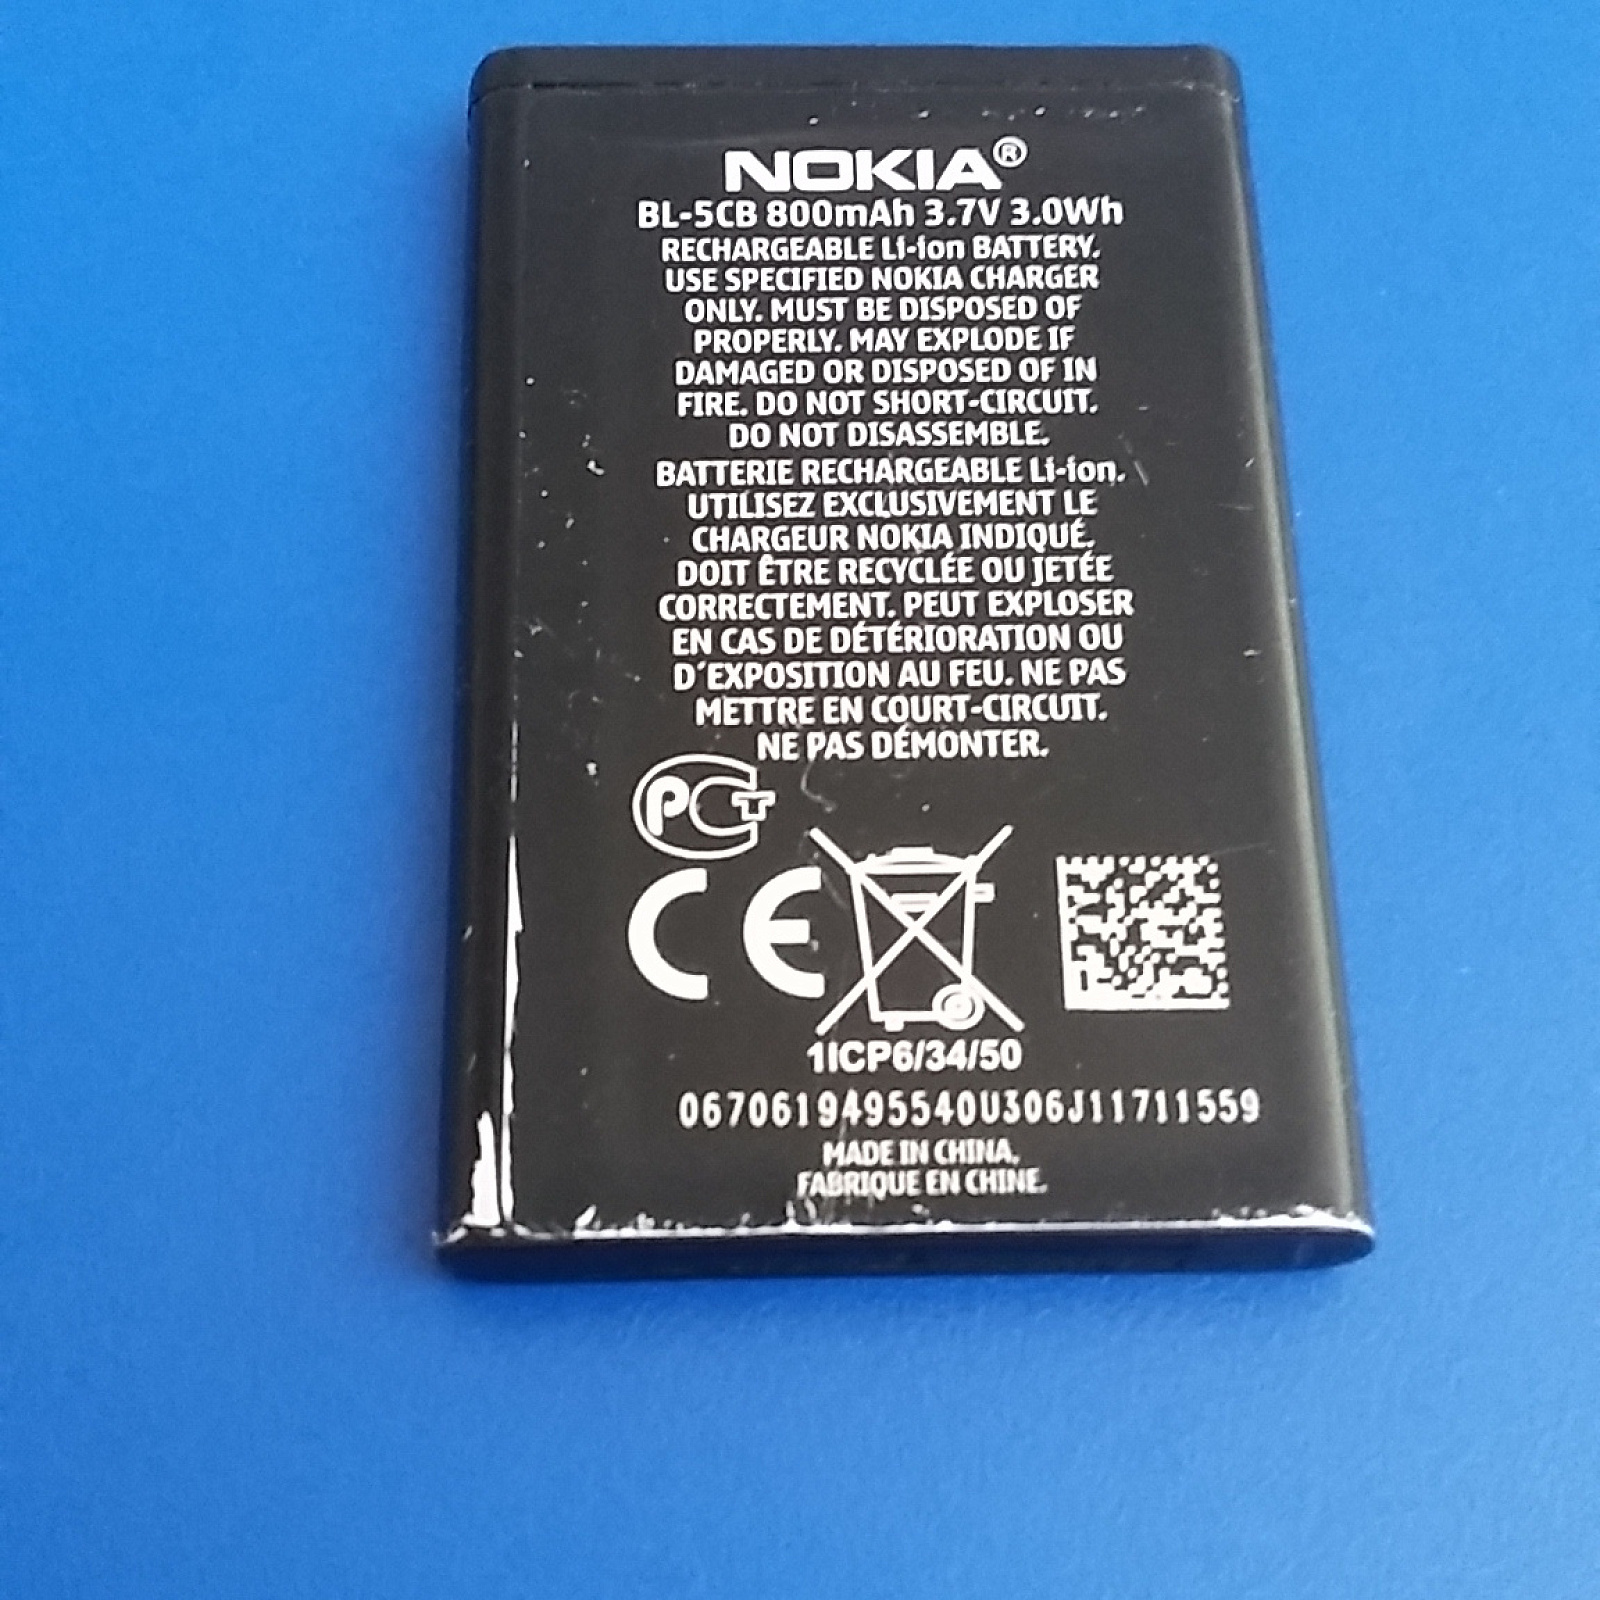 NOKIA®
BL-5CB 800mAh 3.7V 3.0Wh
RECHARGEABLE Li-ion BATTERY.
USE SPECIFIED NOKIA CHARGER
ONLY. MUST BE DISPOSED OF
PROPERLY. MAY EXPLODE IF
DAMAGED OR DISPOSED OF IN
FIRE. DO NOT SHORT-CIRCUIT.
DO NOT DISASSEMBLE.
BATTERIE RECHARGEABLE Li-ion.
UTILISEZ EXCLUSIVEMENT LE
CHARGEUR NOKIA INDIQUÉ.
DOIT ÊTRE RECYCLÉE OU JETÉE
CORRECTEMENT. PEUT EXPLOSER
EN CAS DE DÉTÉRIORATION OU
D'EXPOSITION AU FEU. NE PAS
METTRE EN COURT-CIRCUIT.
NE PAS DÉMONTER.
РСТ
CE
1ICP6/34/50
0670619495540U306J11711559
MADE IN CHINA.
FABRIQUE EN CHINE.